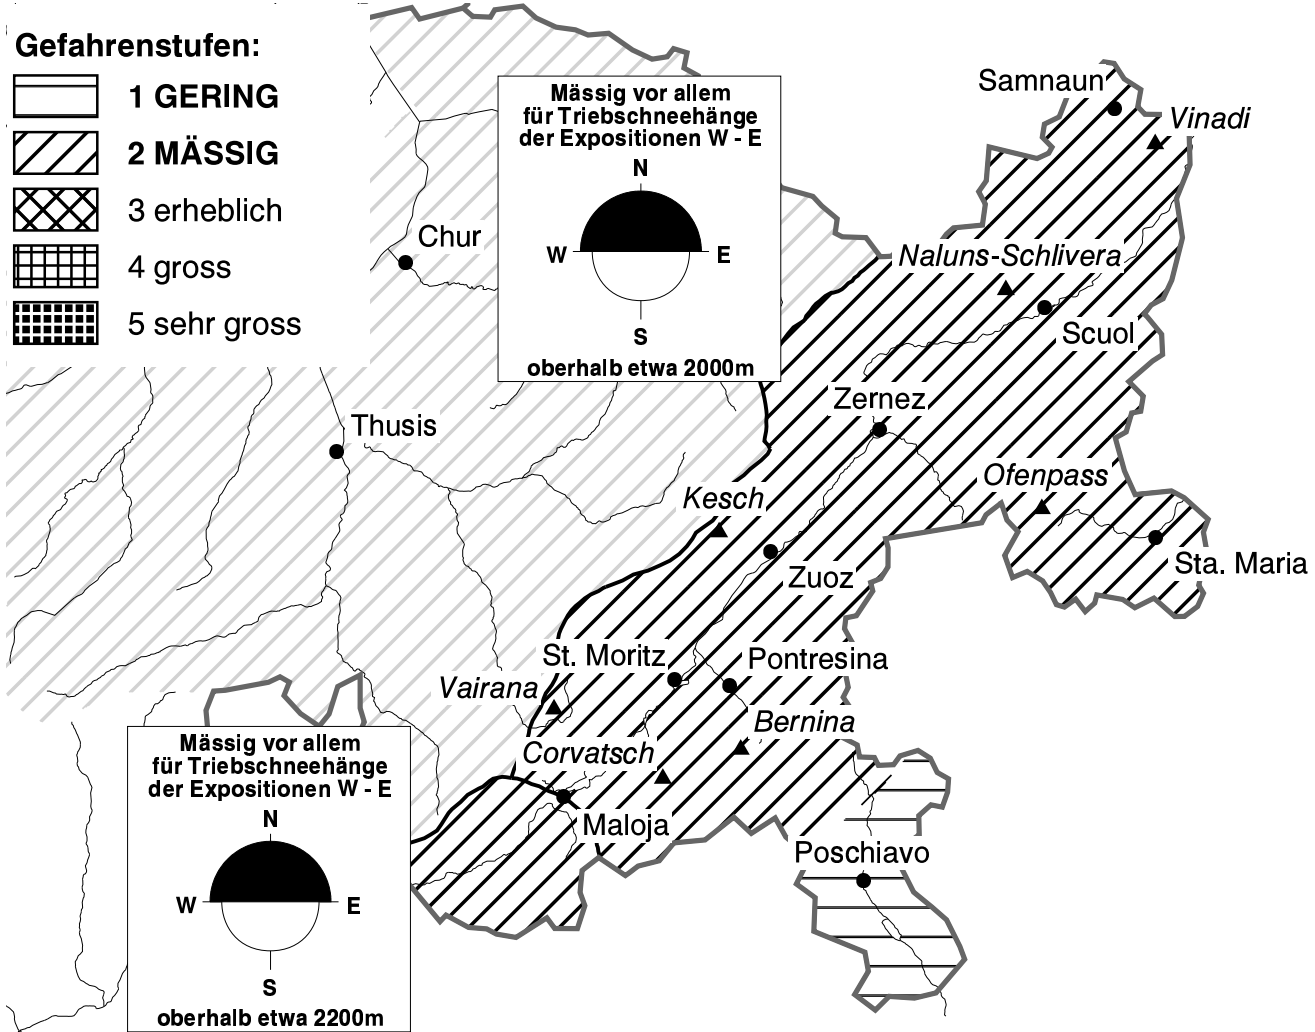 Gefahrenstufen:
1 GERING
2 MÄSSIG
3 erheblich
4 gross
5 sehr gross
Mässig vor allem
für Triebschneehänge
der Expositionen W - E
N
W
E
S
oberhalb etwa 2000m
Samnaun
Vinadi
Chur
Naluns-Schlivera
Scuol
Zernez
Thusis
Ofenpass
Kesch
Sta. Maria
Zuoz
St. Moritz
Pontresina
Vairana
Bernina
Corvatsch
Maloja
Poschiavo
Mässig vor allem
für Triebschneehänge
der Expositionen W - E
N
W
E
S
oberhalb etwa 2200m